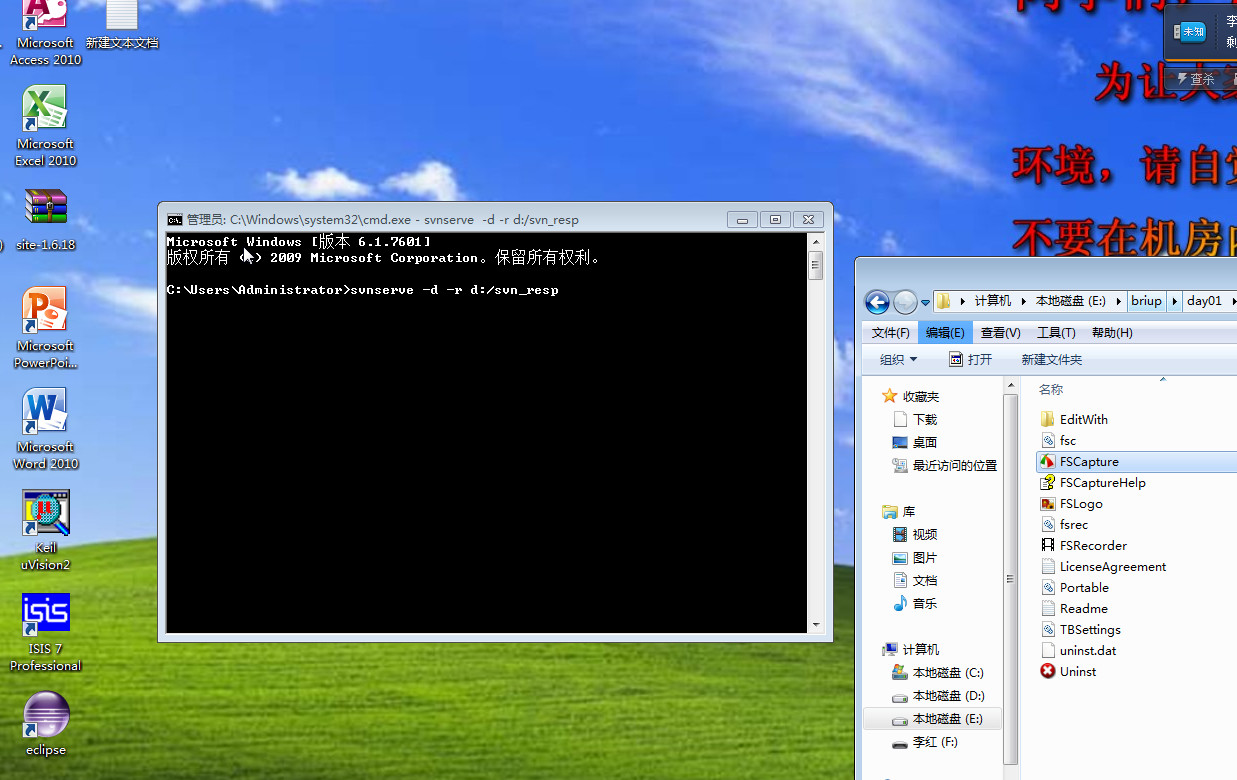 Microsoft
Access 2010
新建文本文档
Microsoft
Excel 2010
site-1.6.18
Microsoft
PowerPoi...
Microsoft
Word 2010
Keil
uVision2
ISIS 7
Professional
eclipse
管理员: C:\Windows\system32\cmd.exe - svnserve -d -r d:/svn_resp
Microsoft Windows [版本 6.1.7601]
版权所有 (c) 2009 Microsoft Corporation。保留所有权利。
C:\Users\Administrator>svnserve -d -r d:/svn_resp
未知
李
剩
查杀
为让大
环境，请自觉
不要在机房内
计算机
本地磁盘 (E:)
briup
day01
文件(F)
编辑(E)
查看(V)
工具(T)
帮助(H)
组织
打开
新建文件夹
收藏夹
下载
桌面
最近访问的位置
库
视频
图片
文档
音乐
计算机
本地磁盘 (C:)
本地磁盘 (D:)
本地磁盘 (E:)
李红 (F:)
名称
EditWith
fsc
FSCapture
FSCaptureHelp
FSLogo
fsrec
FSRecorder
LicenseAgreement
Portable
Readme
TBSettings
uninst.dat
Uninst